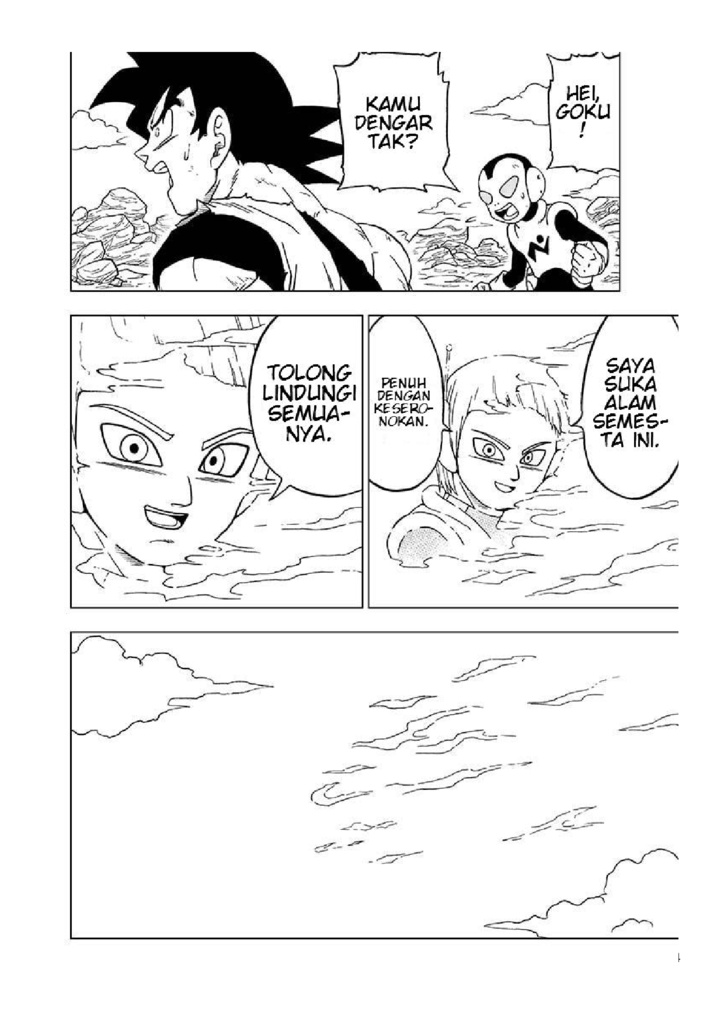 HEI,
GOKU
!
KAMU
DENGAR
TAK?
SAYA
SUKA
ALAM
SEMES-
TA INI.
PENUH
DENGAN
KESERO-
NOKAN.
TOLONG
LINDUNGI
SEMUA-
NYA.